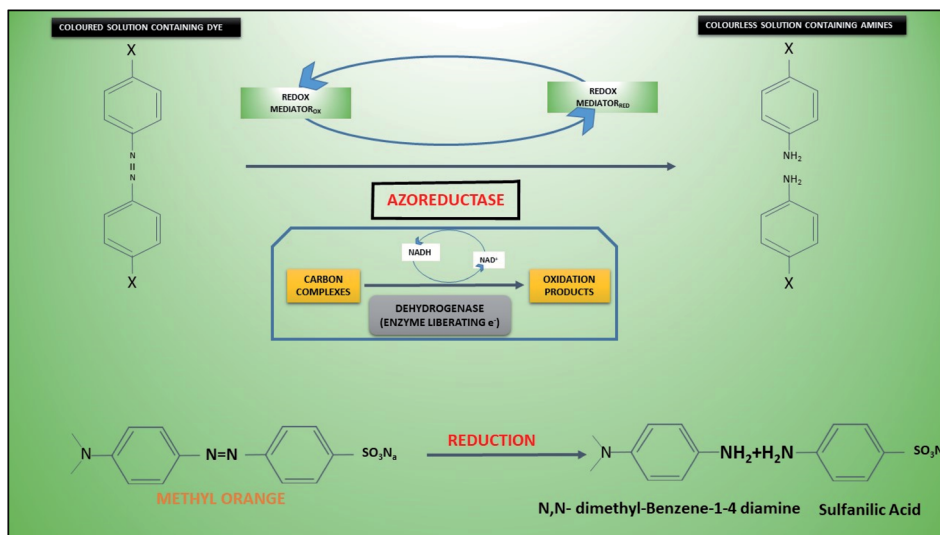 COLOURED SOLUTION CONTAINING DYE
COLOURLESS SOLUTION CONTAINING AMINES
X
X
REDOX
MEDIATOROX
REDOX
MEDIATORRED
N
=
N
NH2
NH2
AZOREDUCTASE
X
X
NADH
NAD+
CARBON
COMPLEXES
OXIDATION
PRODUCTS
DEHYDROGENASE
(ENZYME LIBERATING e-)
N
N=N
SO3Na
REDUCTION
N
NH2+H2N
SO3N
METHYL ORANGE
N,N- dimethyl-Benzene-1-4 diamine
Sulfanilic Acid